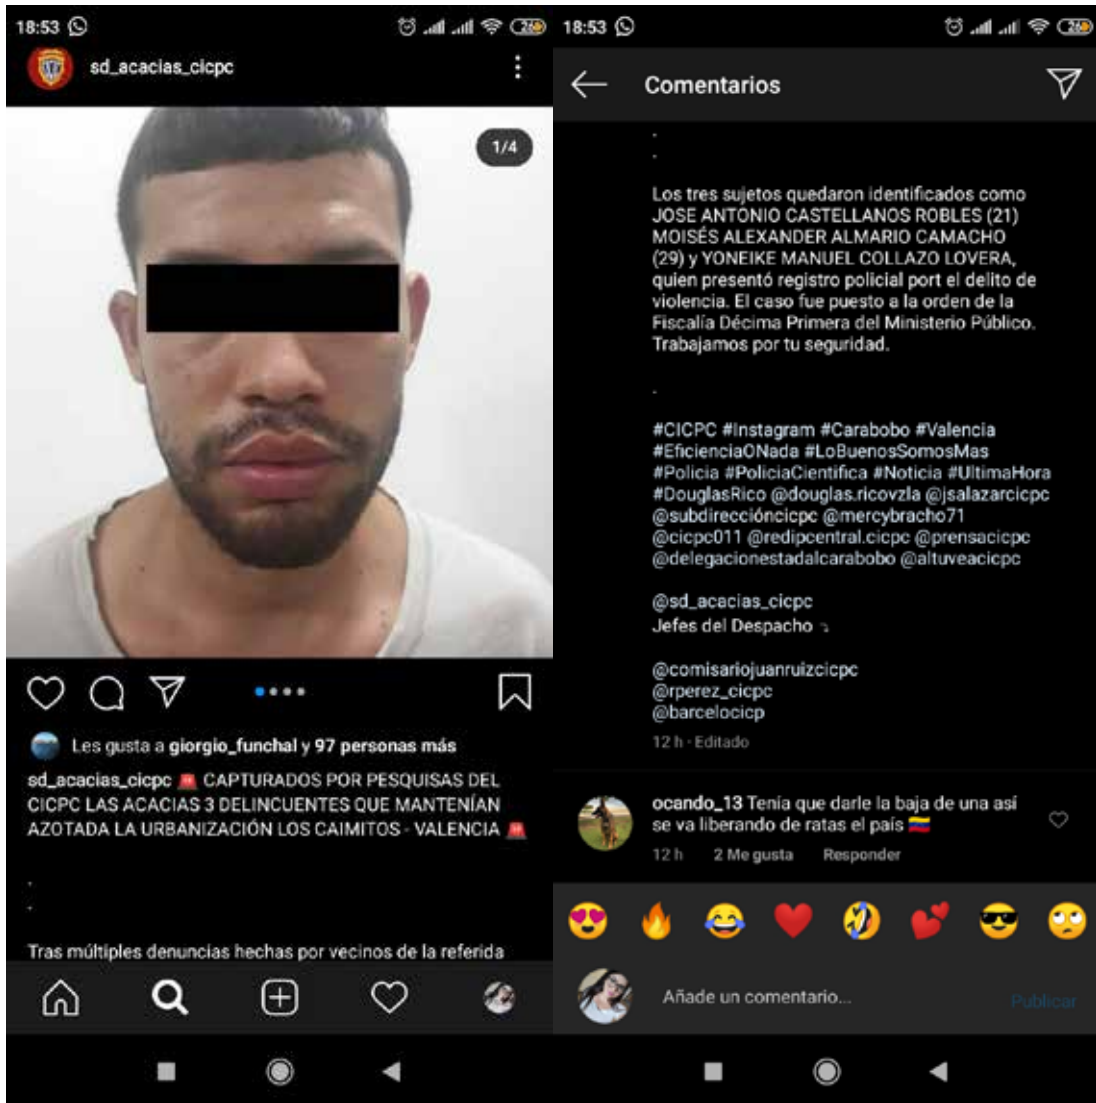 18:53
26
sd_acacias_cicpc
1/4
Les gusta a giorgio_funchal y 97 personas más
sd_acacias_cicpc 🚨 CAPTURADOS POR PESQUISAS DEL
CICPC LAS ACACIAS 3 DELINCUENTES QUE MANTENÍAN
AZOTADA LA URBANIZACIÓN LOS CAIMITOS - VALENCIA 🚨
.
.
Tras múltiples denuncias hechas por vecinos de la referida
18:53
26
Comentarios
.
.
Los tres sujetos quedaron identificados como
JOSE ANTONIO CASTELLANOS ROBLES (21)
MOISÉS ALEXANDER ALMARIO CAMACHO
(29) y YONEIKE MANUEL COLLAZO LOVERA,
quien presentó registro policial port el delito de
violencia. El caso fue puesto a la orden de la
Fiscalía Décima Primera del Ministerio Público.
Trabajamos por tu seguridad.
.
#CICPC #Instagram #Carabobo #Valencia
#EficienciaONada #LoBuenosSomosMas
#Policia #PoliciaCientifica #Noticia #UltimaHora
#DouglasRico @douglas.ricovzla @jsalazarcicpc
@subdireccióncicpc @mercybracho71
@cicpc011 @redipcentral.cicpc @prensacicpc
@delegacionestadalcarabobo @altuveacicpc
@sd_acacias_cicpc
Jefes del Despacho ⤵
@comisariojuanruizcicpc
@rperez_cicpc
@barcelocicp
12 h · Editado
ocando_13 Tenía que darle la baja de una así
se va liberando de ratas el país 🇻🇪
12 h 2 Me gusta Responder
Añade un comentario...
Publicar